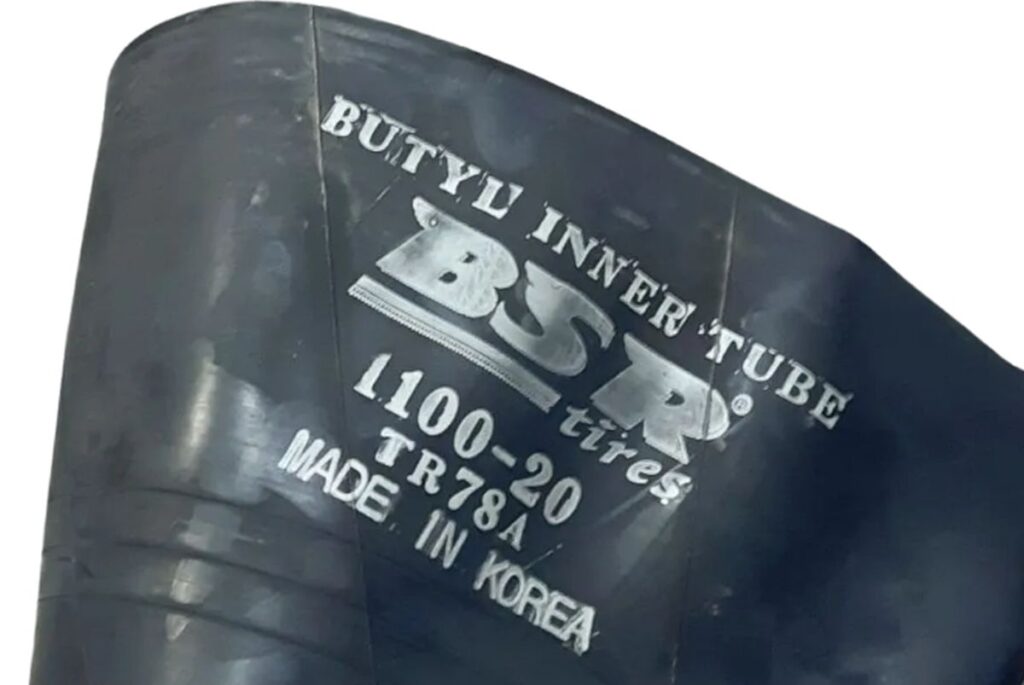 BUTYL INNER TUBE
BSR®
tires
1100-20
TR78A
MADE IN KOREA